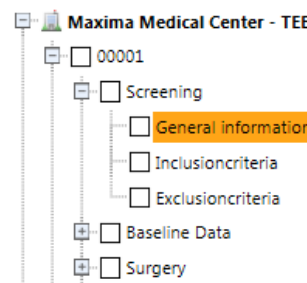 Maxima Medical Center - TEE
00001
Screening
General information
Inclusioncriteria
Exclusioncriteria
Baseline Data
Surgery